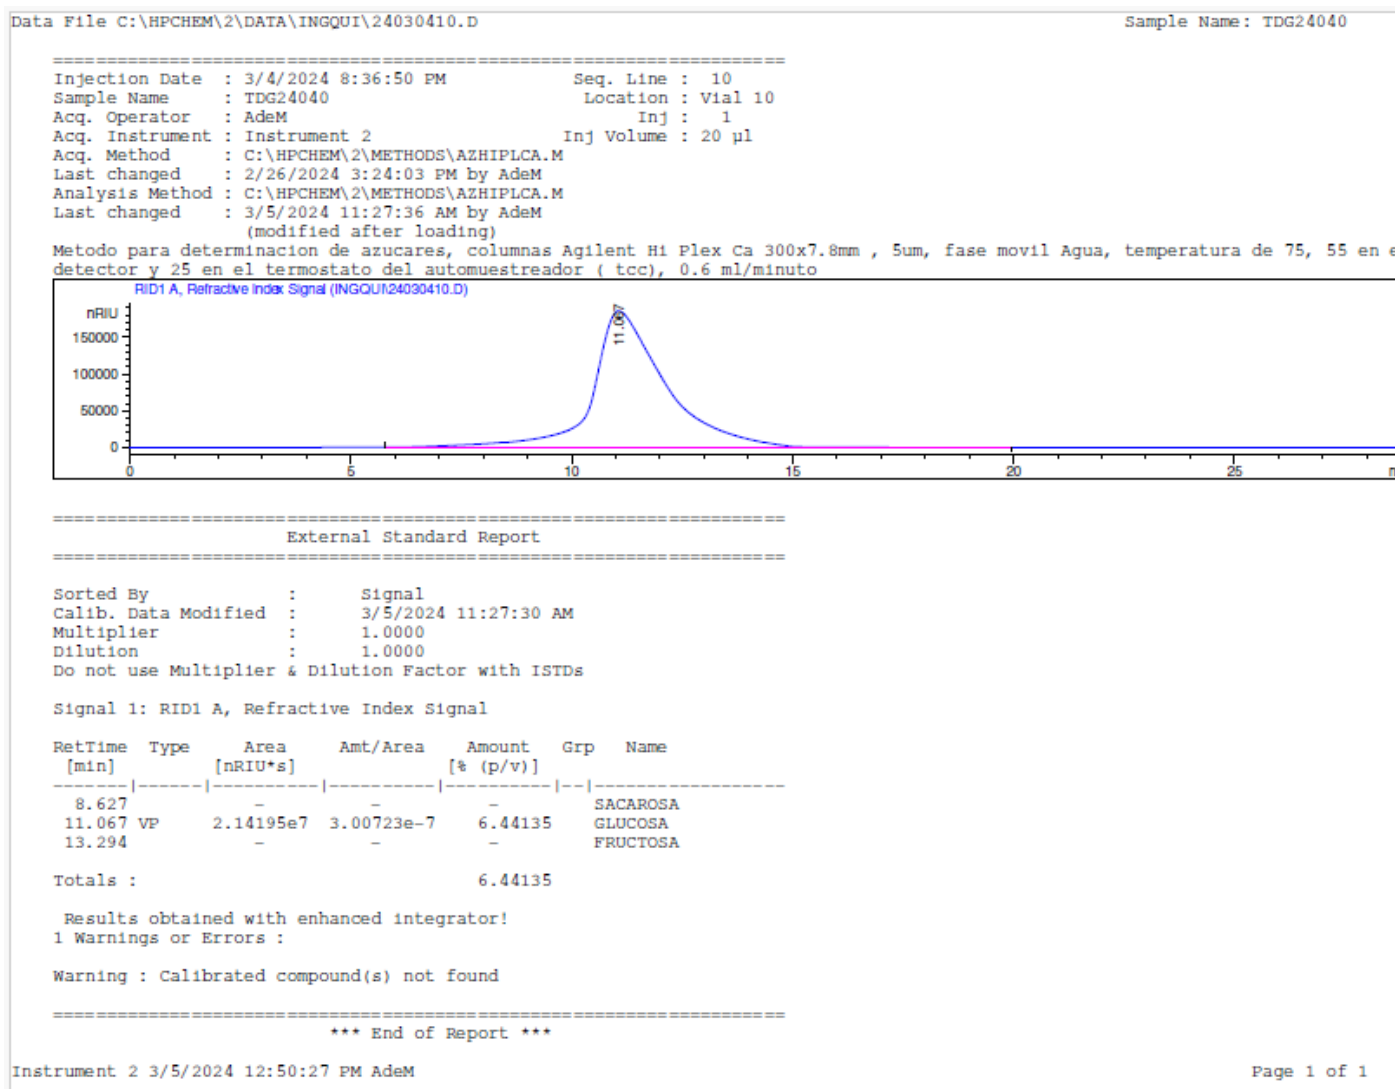 Data File C:\HPCHEM\2\DATA\INGQUI\24030410.D Sample Name: TDG24040
=====================================================================
Injection Date : 3/4/2024 8:36:50 PM Seq. Line : 10
Sample Name : TDG24040 Location : Vial 10
Acq. Operator : AdeM Inj : 1
Acq. Instrument : Instrument 2 Inj Volume : 20 µl
Acq. Method : C:\HPCHEM\2\METHODS\AZHIPLCA.M
Last changed : 2/26/2024 3:24:03 PM by AdeM
Analysis Method : C:\HPCHEM\2\METHODS\AZHIPLCA.M
Last changed : 3/5/2024 11:27:36 AM by AdeM
(modified after loading)
Metodo para determinacion de azucares, columnas Agilent Hi Plex Ca 300x7.8mm , 5um, fase movil Agua, temperatura de 75, 55 en e
detector y 25 en el termostato del automuestreador ( tcc), 0.6 ml/minuto
RID1 A, Refractive Index Signal (INGQUI\24030410.D)
nRIU
11.067
150000
100000
50000
0
0 5 10 15 20 25
=====================================================================
External Standard Report
=====================================================================
Sorted By : Signal
Calib. Data Modified : 3/5/2024 11:27:30 AM
Multiplier : 1.0000
Dilution : 1.0000
Do not use Multiplier & Dilution Factor with ISTDs
Signal 1: RID1 A, Refractive Index Signal
RetTime Type Area Amt/Area Amount Grp Name
[min] [nRIU*s] [% (p/v)]
-------|------|----------|----------|----------|--|------------------
8.627 - - - SACAROSA
11.067 VP 2.14195e7 3.00723e-7 6.44135 GLUCOSA
13.294 - - - FRUCTOSA
Totals : 6.44135
Results obtained with enhanced integrator!
1 Warnings or Errors :
Warning : Calibrated compound(s) not found
=====================================================================
*** End of Report ***
Instrument 2 3/5/2024 12:50:27 PM AdeM Page 1 of 1